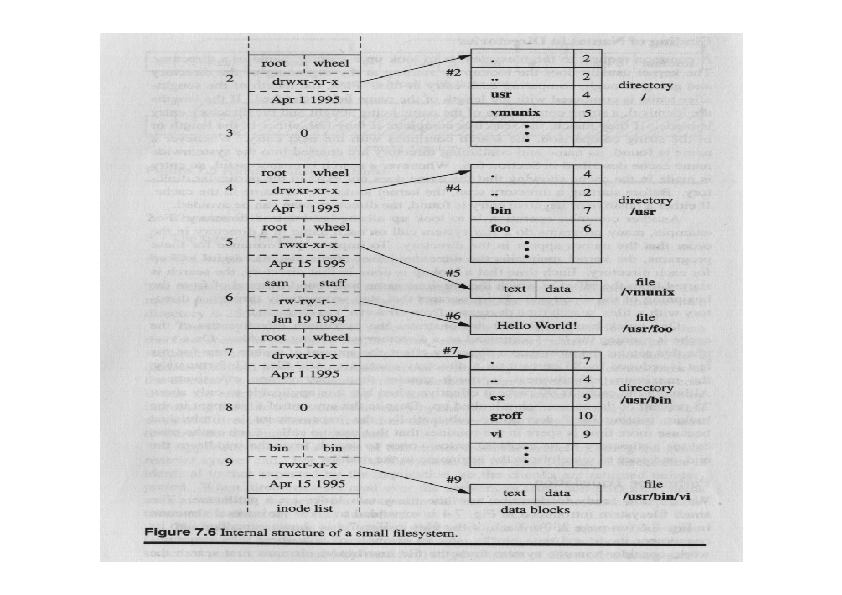 root wheel
2
drwxr-xr-x
Apr 1 1995
3 0
root wheel
4
drwxr-xr-x
Apr 1 1995
root wheel
5
rwxr-xr-x
Apr 15 1995
sam staff
6
rw-rw-r--
Jan 19 1994
root wheel
7
drwxr-xr-x
Apr 1 1995
8 0
bin bin
9
rwxr-xr-x
Apr 15 1995
inode list
#2
. 2
.. 2
usr 4
vmunix 5
directory
/
#4
. 4
.. 2
bin 7
foo 6
directory
/usr
#5
text data
file
/vmunix
#6
Hello World!
file
/usr/foo
#7
. 7
.. 4
ex 9
groff 10
vi 9
directory
/usr/bin
#9
text data
file
/usr/bin/vi
data blocks
Figure 7.6 Internal structure of a small filesystem.